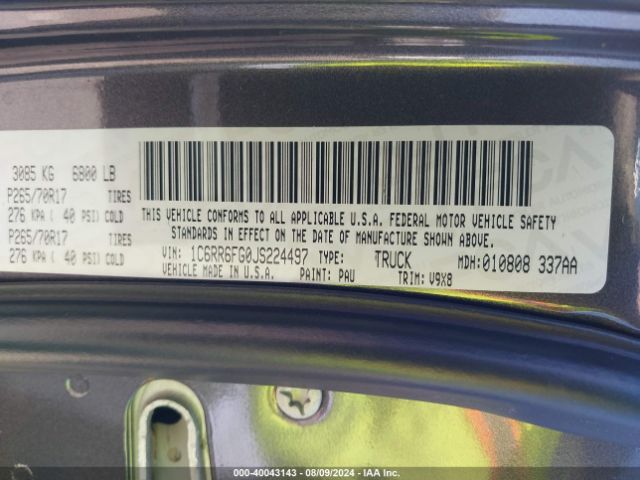 3085 KG 6800 LB
P265/70R17 TIRES
276 KPA ( 40 PSI) COLD
P265/70R17 TIRES
276 KPA ( 40 PSI) COLD
THIS VEHICLE CONFORMS TO ALL APPLICABLE U.S.A. FEDERAL MOTOR VEHICLE SAFETY
STANDARDS IN EFFECT ON THE DATE OF MANUFACTURE SHOWN ABOVE.
VIN: 1C6RR6FG0JS224497 TYPE: TRUCK MDH: 010808 337AA
VEHICLE MADE IN U.S.A. PAINT: PAU TRIM: V9X8
000-40043143 - 08/09/2024 - IAA Inc.